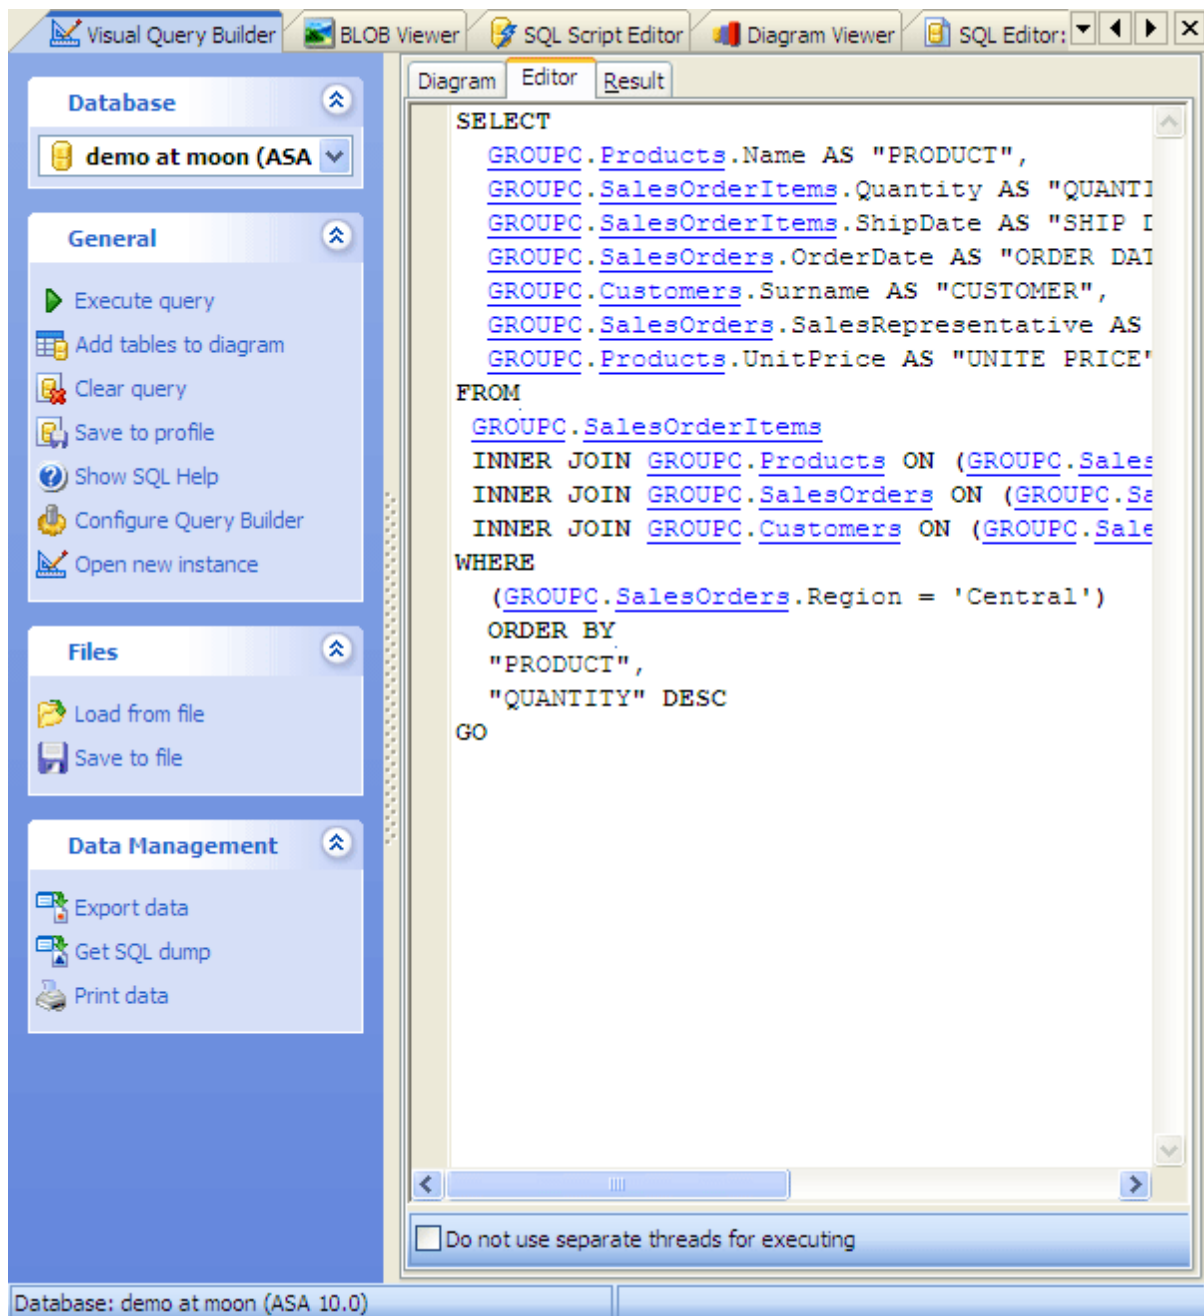 Visual Query Builder BLOB Viewer SQL Script Editor Diagram Viewer SQL Editor:
Database
demo at moon (ASA
General
Execute query
Add tables to diagram
Clear query
Save to profile
Show SQL Help
Configure Query Builder
Open new instance
Files
Load from file
Save to file
Data Management
Export data
Get SQL dump
Print data
Diagram Editor Result
SELECT
GROUPC.Products.Name AS "PRODUCT",
GROUPC.SalesOrderItems.Quantity AS "QUANTI
GROUPC.SalesOrderItems.ShipDate AS "SHIP D
GROUPC.SalesOrders.OrderDate AS "ORDER DAT
GROUPC.Customers.Surname AS "CUSTOMER",
GROUPC.SalesOrders.SalesRepresentative AS
GROUPC.Products.UnitPrice AS "UNITE PRICE"
FROM
GROUPC.SalesOrderItems
INNER JOIN GROUPC.Products ON (GROUPC.Sales
INNER JOIN GROUPC.SalesOrders ON (GROUPC.Sa
INNER JOIN GROUPC.Customers ON (GROUPC.Sale
WHERE
(GROUPC.SalesOrders.Region = 'Central')
ORDER BY
"PRODUCT",
"QUANTITY" DESC
GO
Do not use separate threads for executing
Database: demo at moon (ASA 10.0)